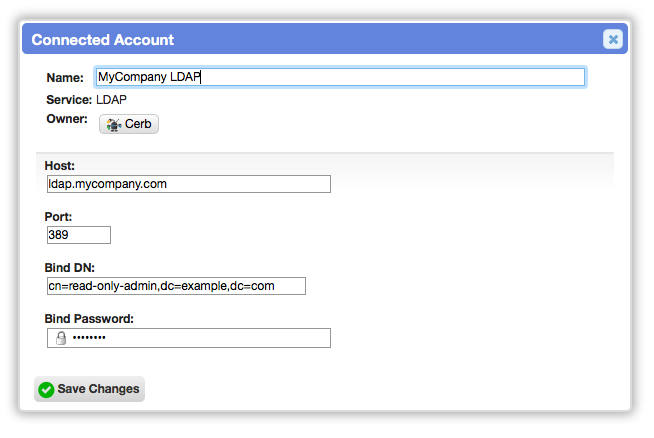 Connected Account
Name: MyCompany LDAP
Service: LDAP
Owner: Cerb
Host:
ldap.mycompany.com
Port:
389
Bind DN:
cn=read-only-admin,dc=example,dc=com
Bind Password:
••••••••
Save Changes